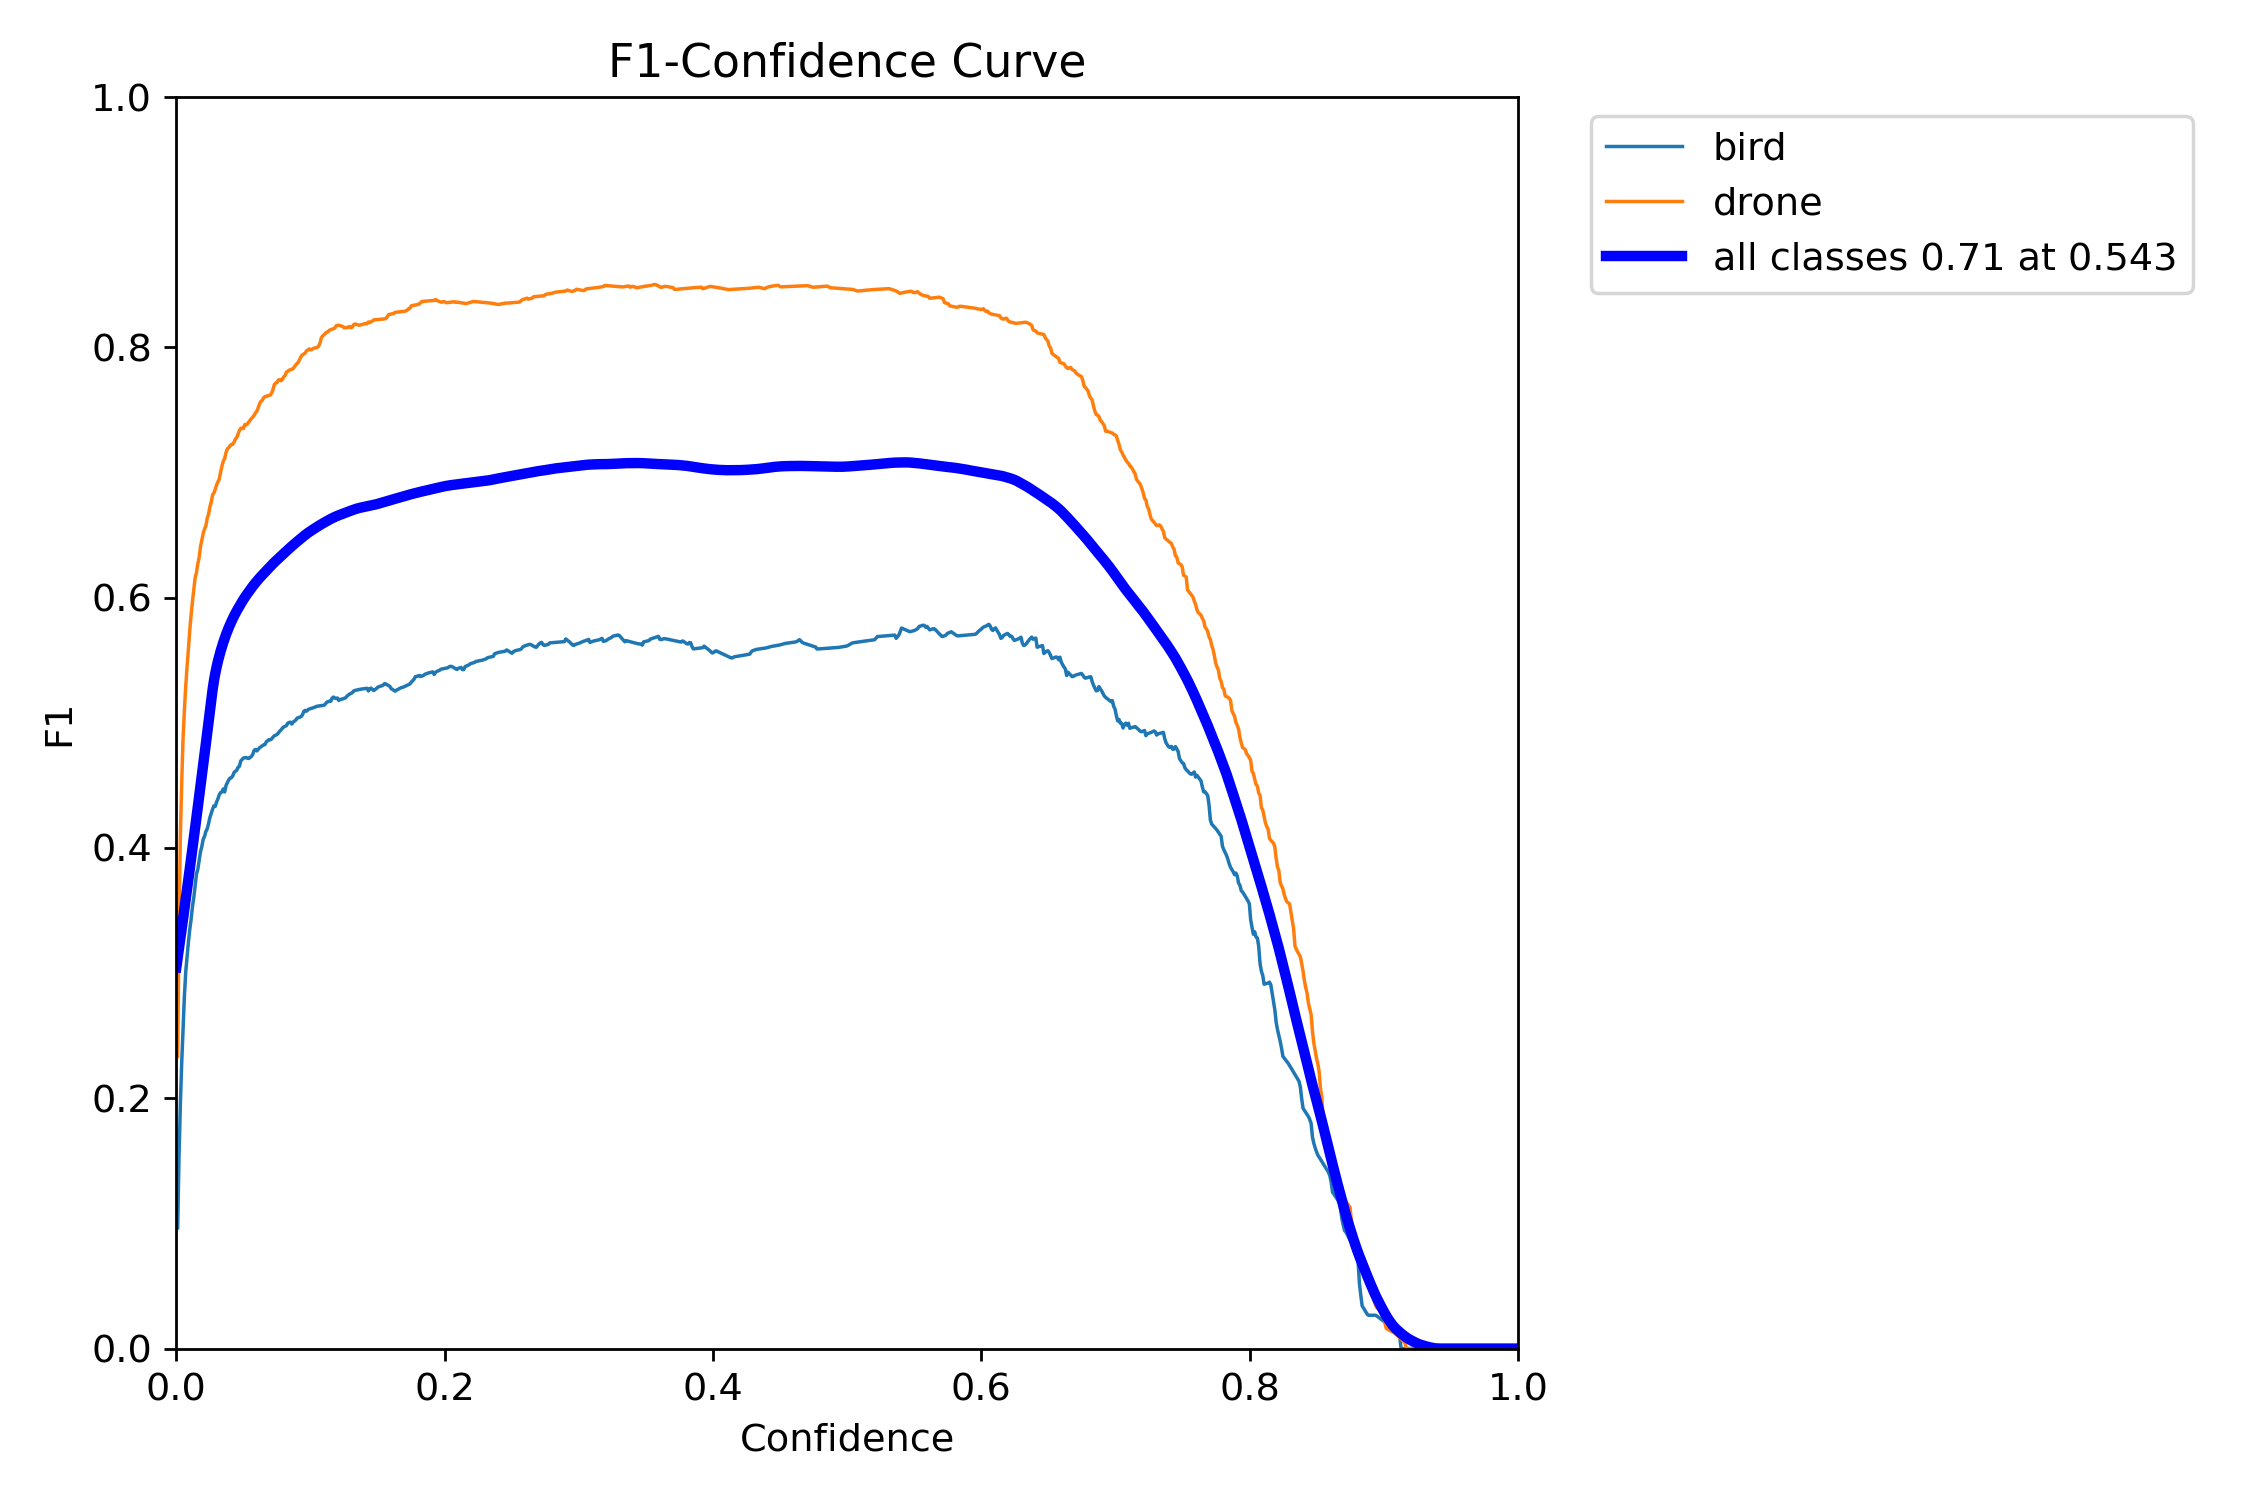 F1-Confidence Curve
1.0
0.8
0.6
0.4
0.2
0.0
F1
0.0 0.2 0.4 0.6 0.8 1.0
Confidence
bird
drone
all classes 0.71 at 0.543